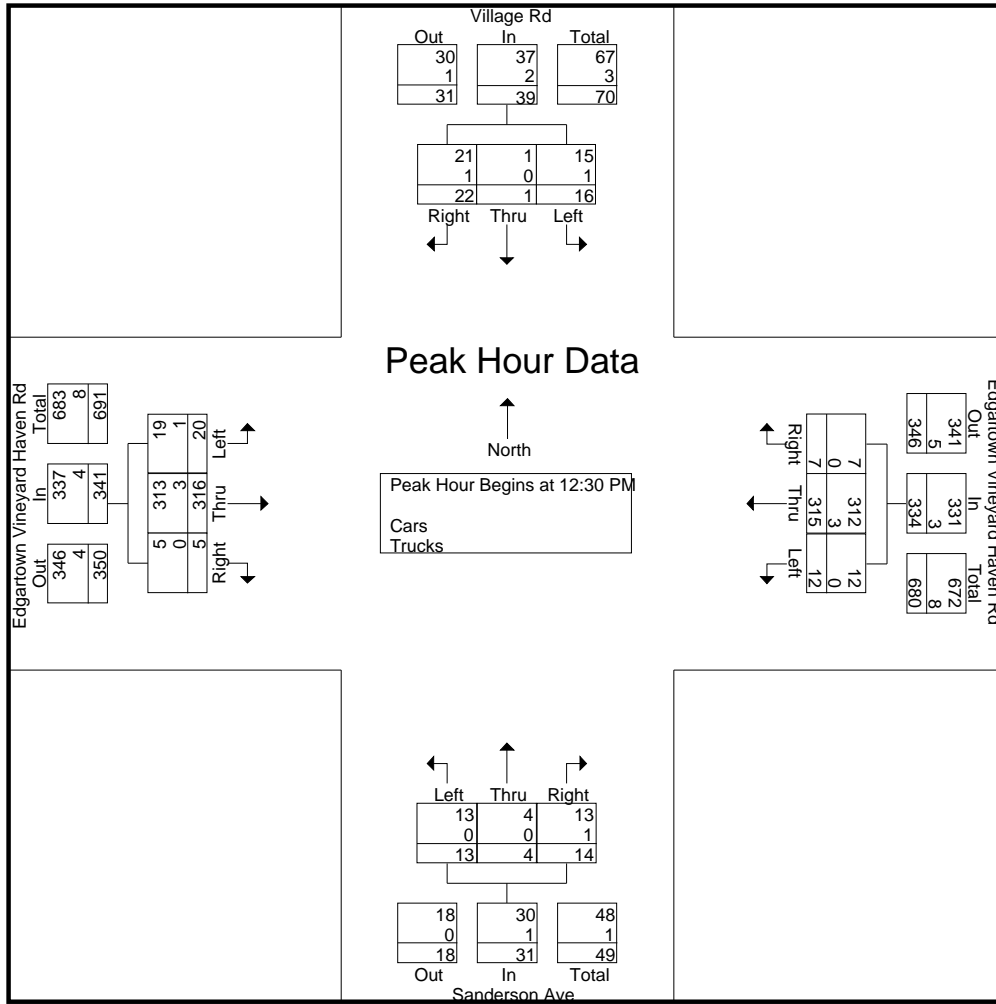 Village Rd
Out In Total
30 37 67
1 2 3
31 39 70
21 1 15
1 0 1
22 1 16
Right Thru Left
Peak Hour Data
North
Peak Hour Begins at 12:30 PM
Cars
Trucks
Edgartown Vineyard Haven Rd
Total In Out
683 8 691
337 4 341
346 4 350
Left Thru Right
19 1 20
313 3 316
5 0 5
Edgartown Vineyard Haven Rd
Out In Total
341 5 346
331 3 334
672 8 680
Right Thru Left
7 0 7
312 3 315
12 0 12
Left Thru Right
13 4 13
0 0 1
13 4 14
18 30 48
0 1 1
18 31 49
Out In Total
Sanderson Ave